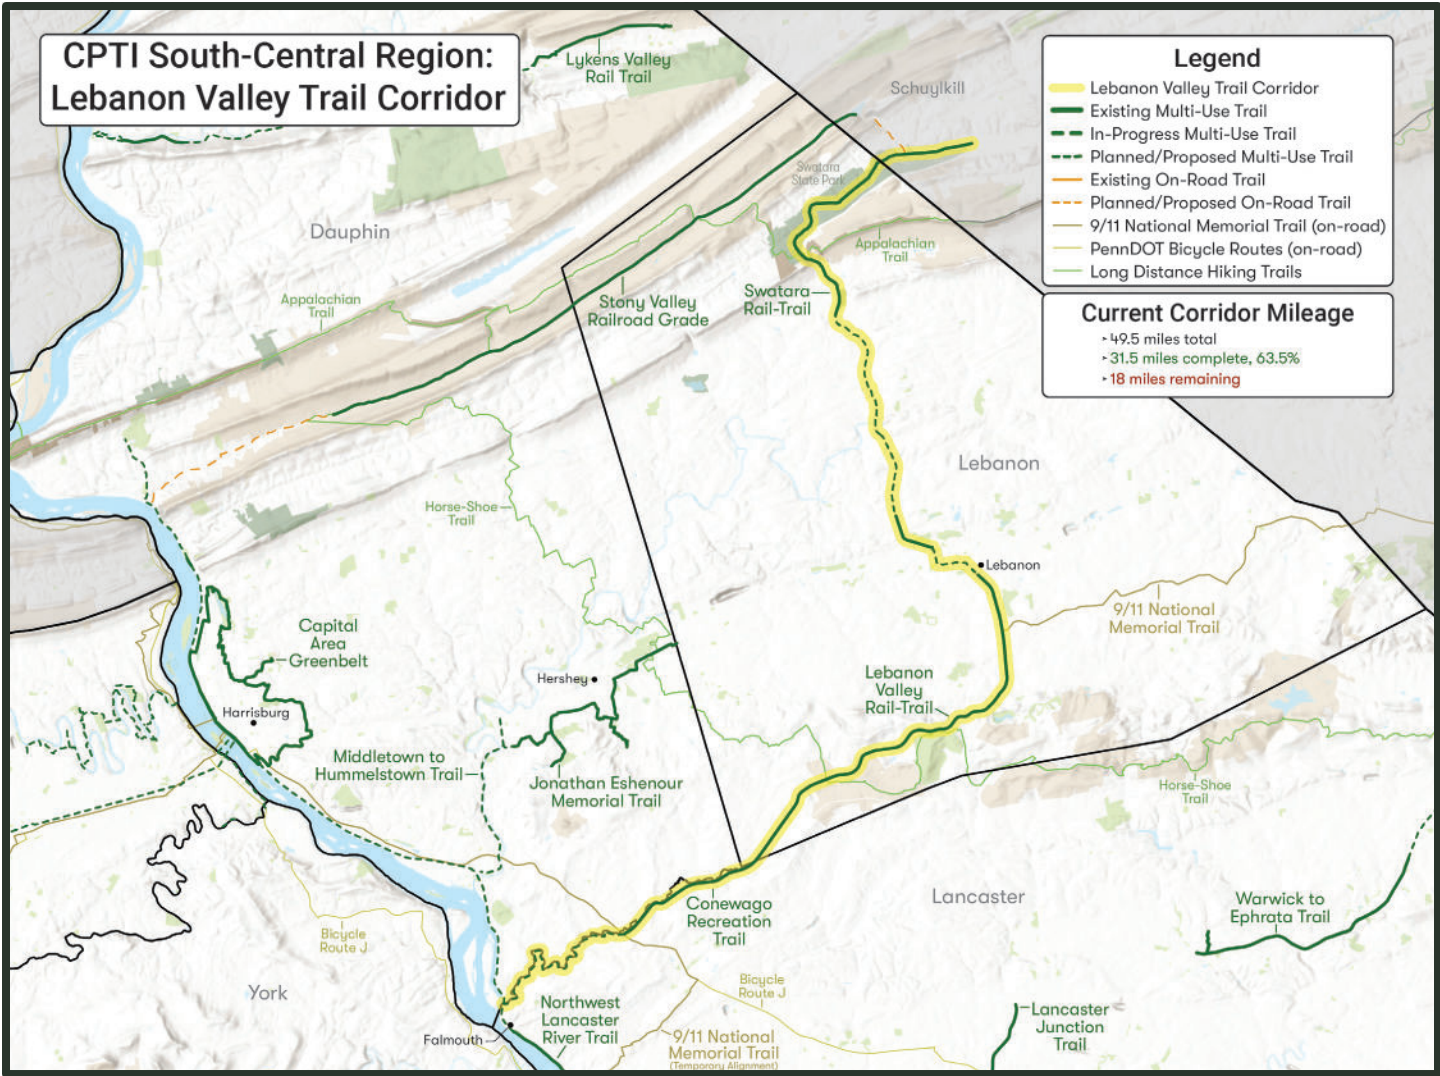 CPTI South-Central Region:
Lebanon Valley Trail Corridor
Lykens Valley
Rail Trail
Schuylkill
Legend
Lebanon Valley Trail Corridor
Existing Multi-Use Trail
In-Progress Multi-Use Trail
Planned/Proposed Multi-Use Trail
Existing On-Road Trail
Planned/Proposed On-Road Trail
9/11 National Memorial Trail (on-road)
PennDOT Bicycle Routes (on-road)
Long Distance Hiking Trails
Current Corridor Mileage
‣ 49.5 miles total
‣ 31.5 miles complete, 63.5%
‣ 18 miles remaining
Swatara
State Park
Dauphin
Appalachian
Trail
Appalachian
Trail
Stony Valley
Railroad Grade
Swatara
Rail-Trail
Lebanon
Horse-Shoe
Trail
Lebanon
9/11 National
Memorial Trail
Capital
Area
Greenbelt
Hershey
Harrisburg
Lebanon
Valley
Rail-Trail
Middletown to
Hummelstown Trail
Jonathan Eshenour
Memorial Trail
Horse-Shoe
Trail
Conewago
Recreation
Trail
Lancaster
Warwick to
Ephrata Trail
Bicycle
Route J
York
Bicycle
Route J
Northwest
Lancaster
River Trail
Falmouth
9/11 National
Memorial Trail
(Temporary Alignment)
Lancaster
Junction
Trail